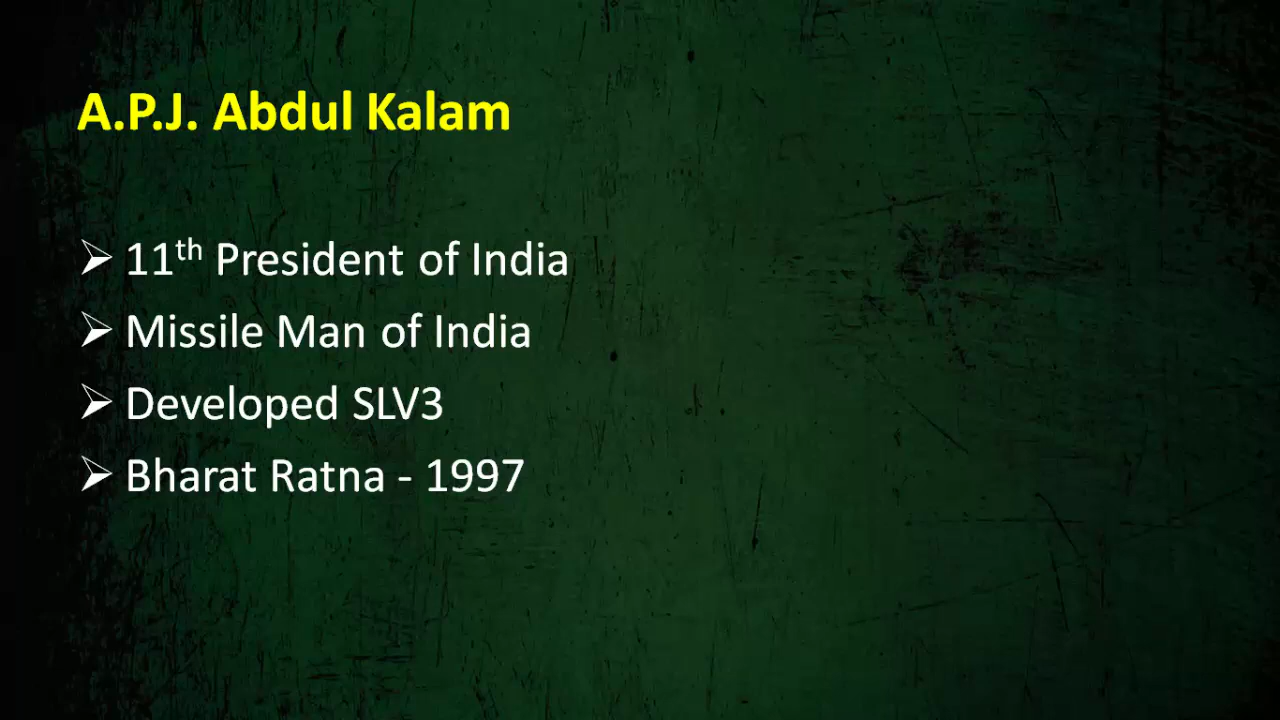 A.P.J. Abdul Kalam
➢ 11th President of India
➢ Missile Man of India
➢ Developed SLV3
➢ Bharat Ratna - 1997